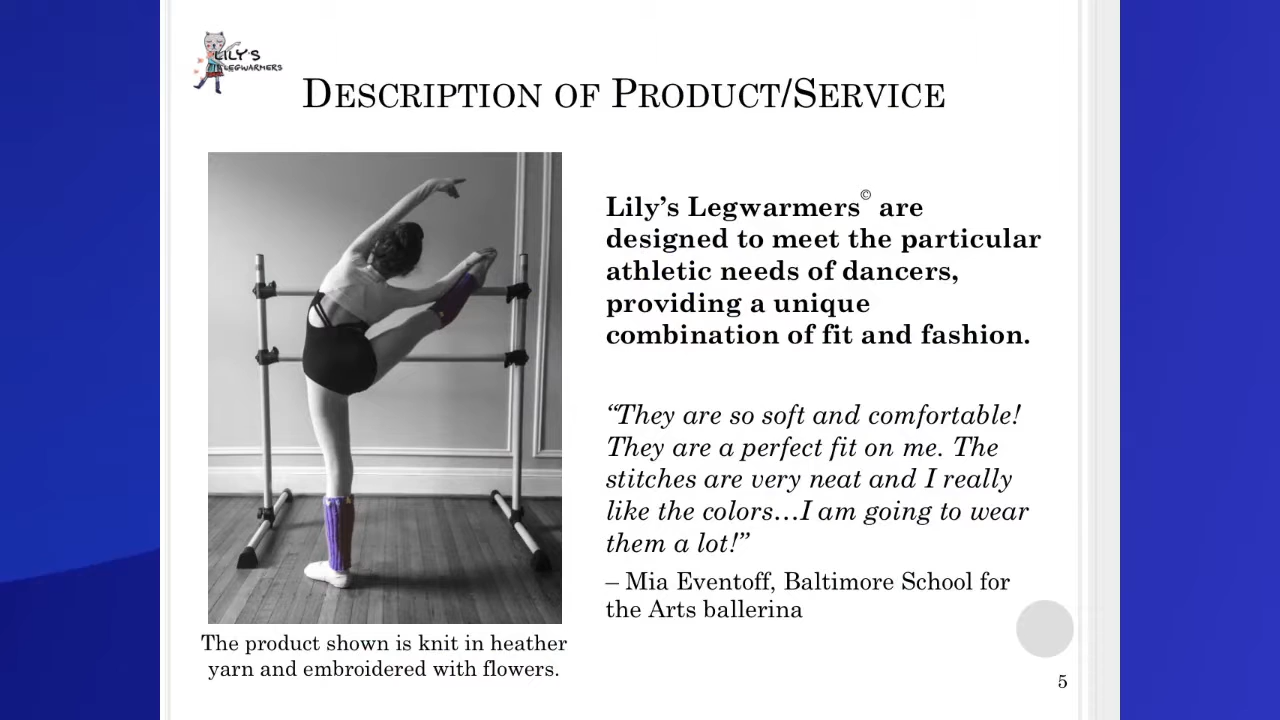 LILY'S
LEGWARMERS
DESCRIPTION OF PRODUCT/SERVICE
Lily's Legwarmers© are
designed to meet the particular
athletic needs of dancers,
providing a unique
combination of fit and fashion.
“They are so soft and comfortable!
They are a perfect fit on me. The
stitches are very neat and I really
like the colors…I am going to wear
them a lot!”
– Mia Eventoff, Baltimore School for
the Arts ballerina
The product shown is knit in heather
yarn and embroidered with flowers.
5